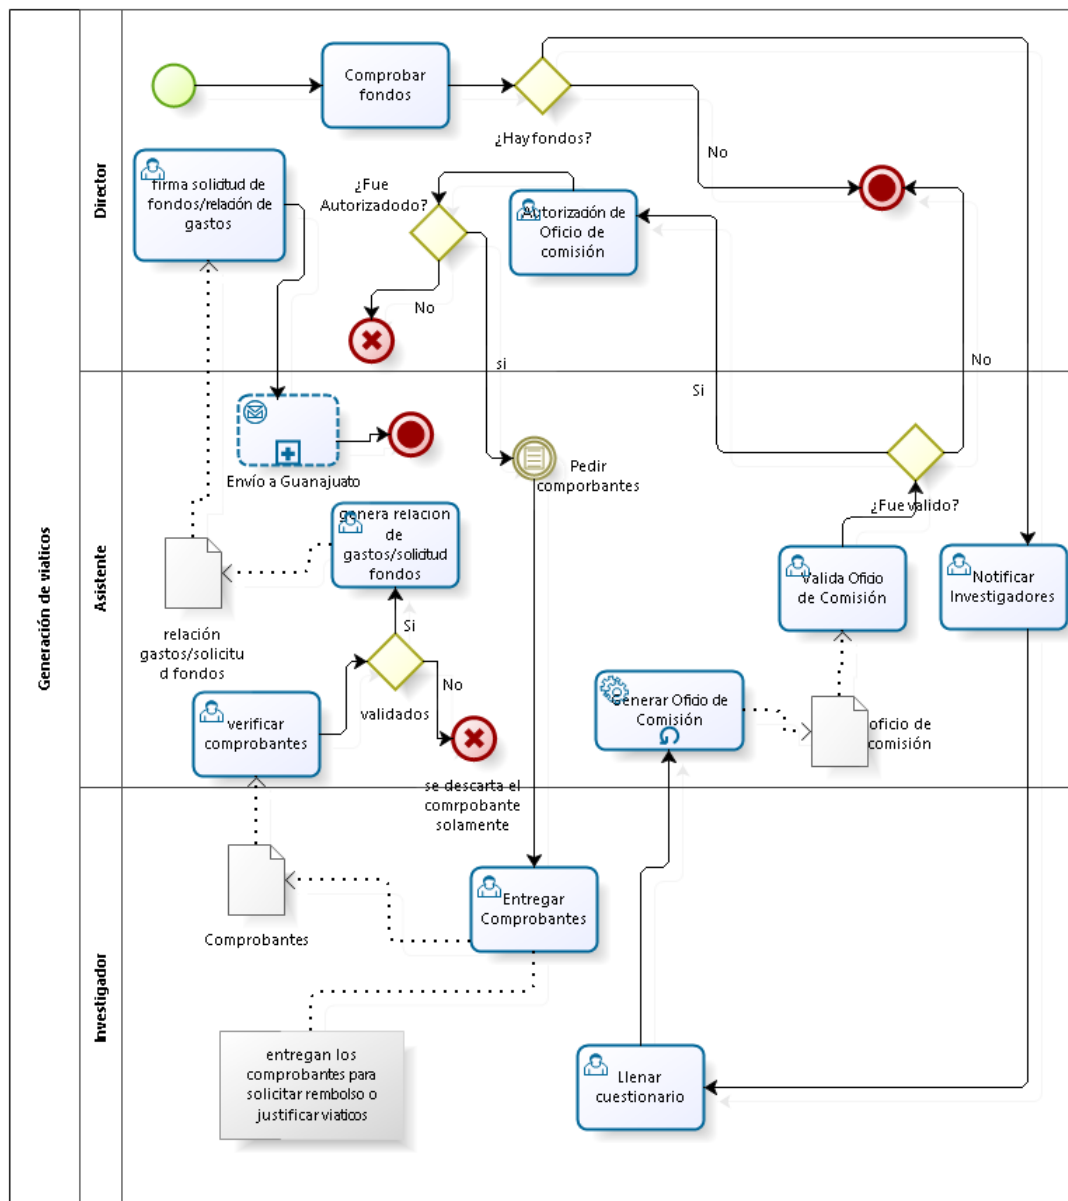 Generación de viaticos
Director
Comprobar
fondos
¿Hay fondos?
No
firma solicitud de
fondos/relación de
gastos
¿Fue
Autorizadodo?
Autorización de
Oficio de
comisión
No
si
Si
No
Asistente
Envío a Guanajuato
Pedir
comporbantes
¿Fue valido?
genera relacion
de
gastos/solicitud
fondos
Valida Oficio
de Comisión
Notificar
Investigadores
relación
gastos/solicitu
d fondos
Si
No
validados
verificar
comprobantes
Generar Oficio de
Comisión
oficio de
comisión
se descarta el
comrpobante
solamente
Investigador
Comprobantes
Entregar
Comprobantes
entregan los
comprobantes para
solicitar rembolso o
justificar viaticos
Llenar
cuestionario